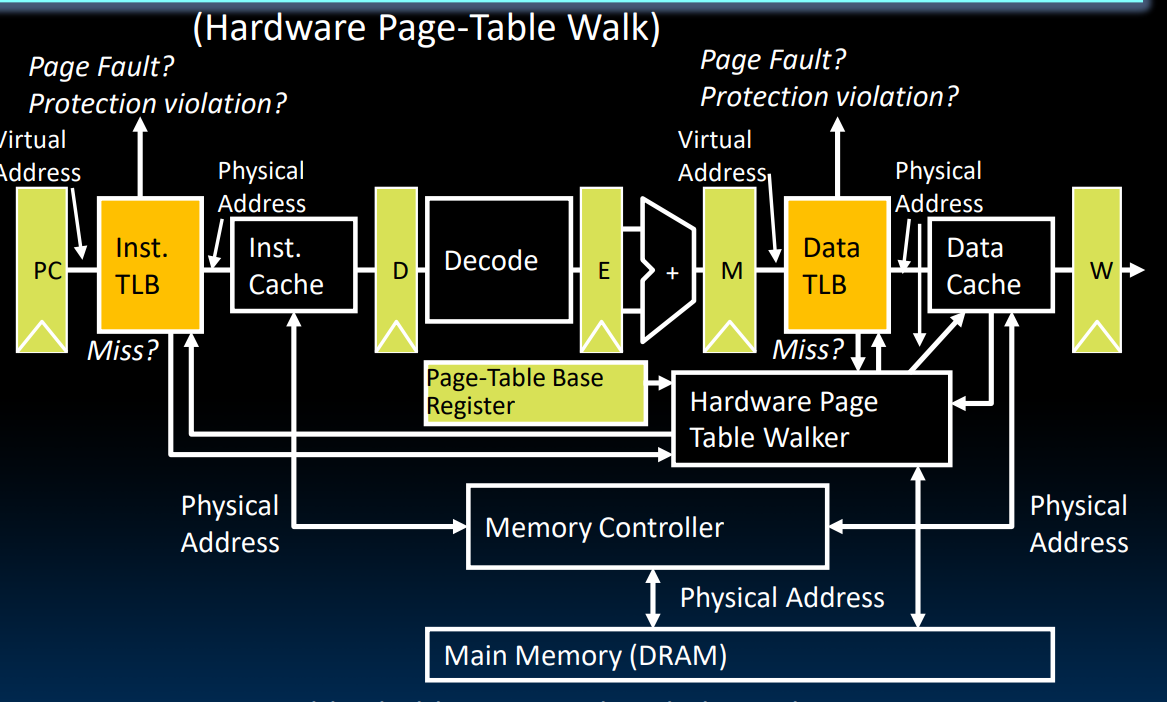 (Hardware Page-Table Walk)
Page Fault?
Protection violation?
Page Fault?
Protection violation?
Virtual
Address
Physical
Address
Virtual
Address
Physical
Address
PC
Inst.
TLB
Inst.
Cache
D
Decode
E
+
M
Data
TLB
Data
Cache
W
Miss?
Miss?
Page-Table Base
Register
Hardware Page
Table Walker
Physical
Address
Memory Controller
Physical
Address
Physical Address
Main Memory (DRAM)